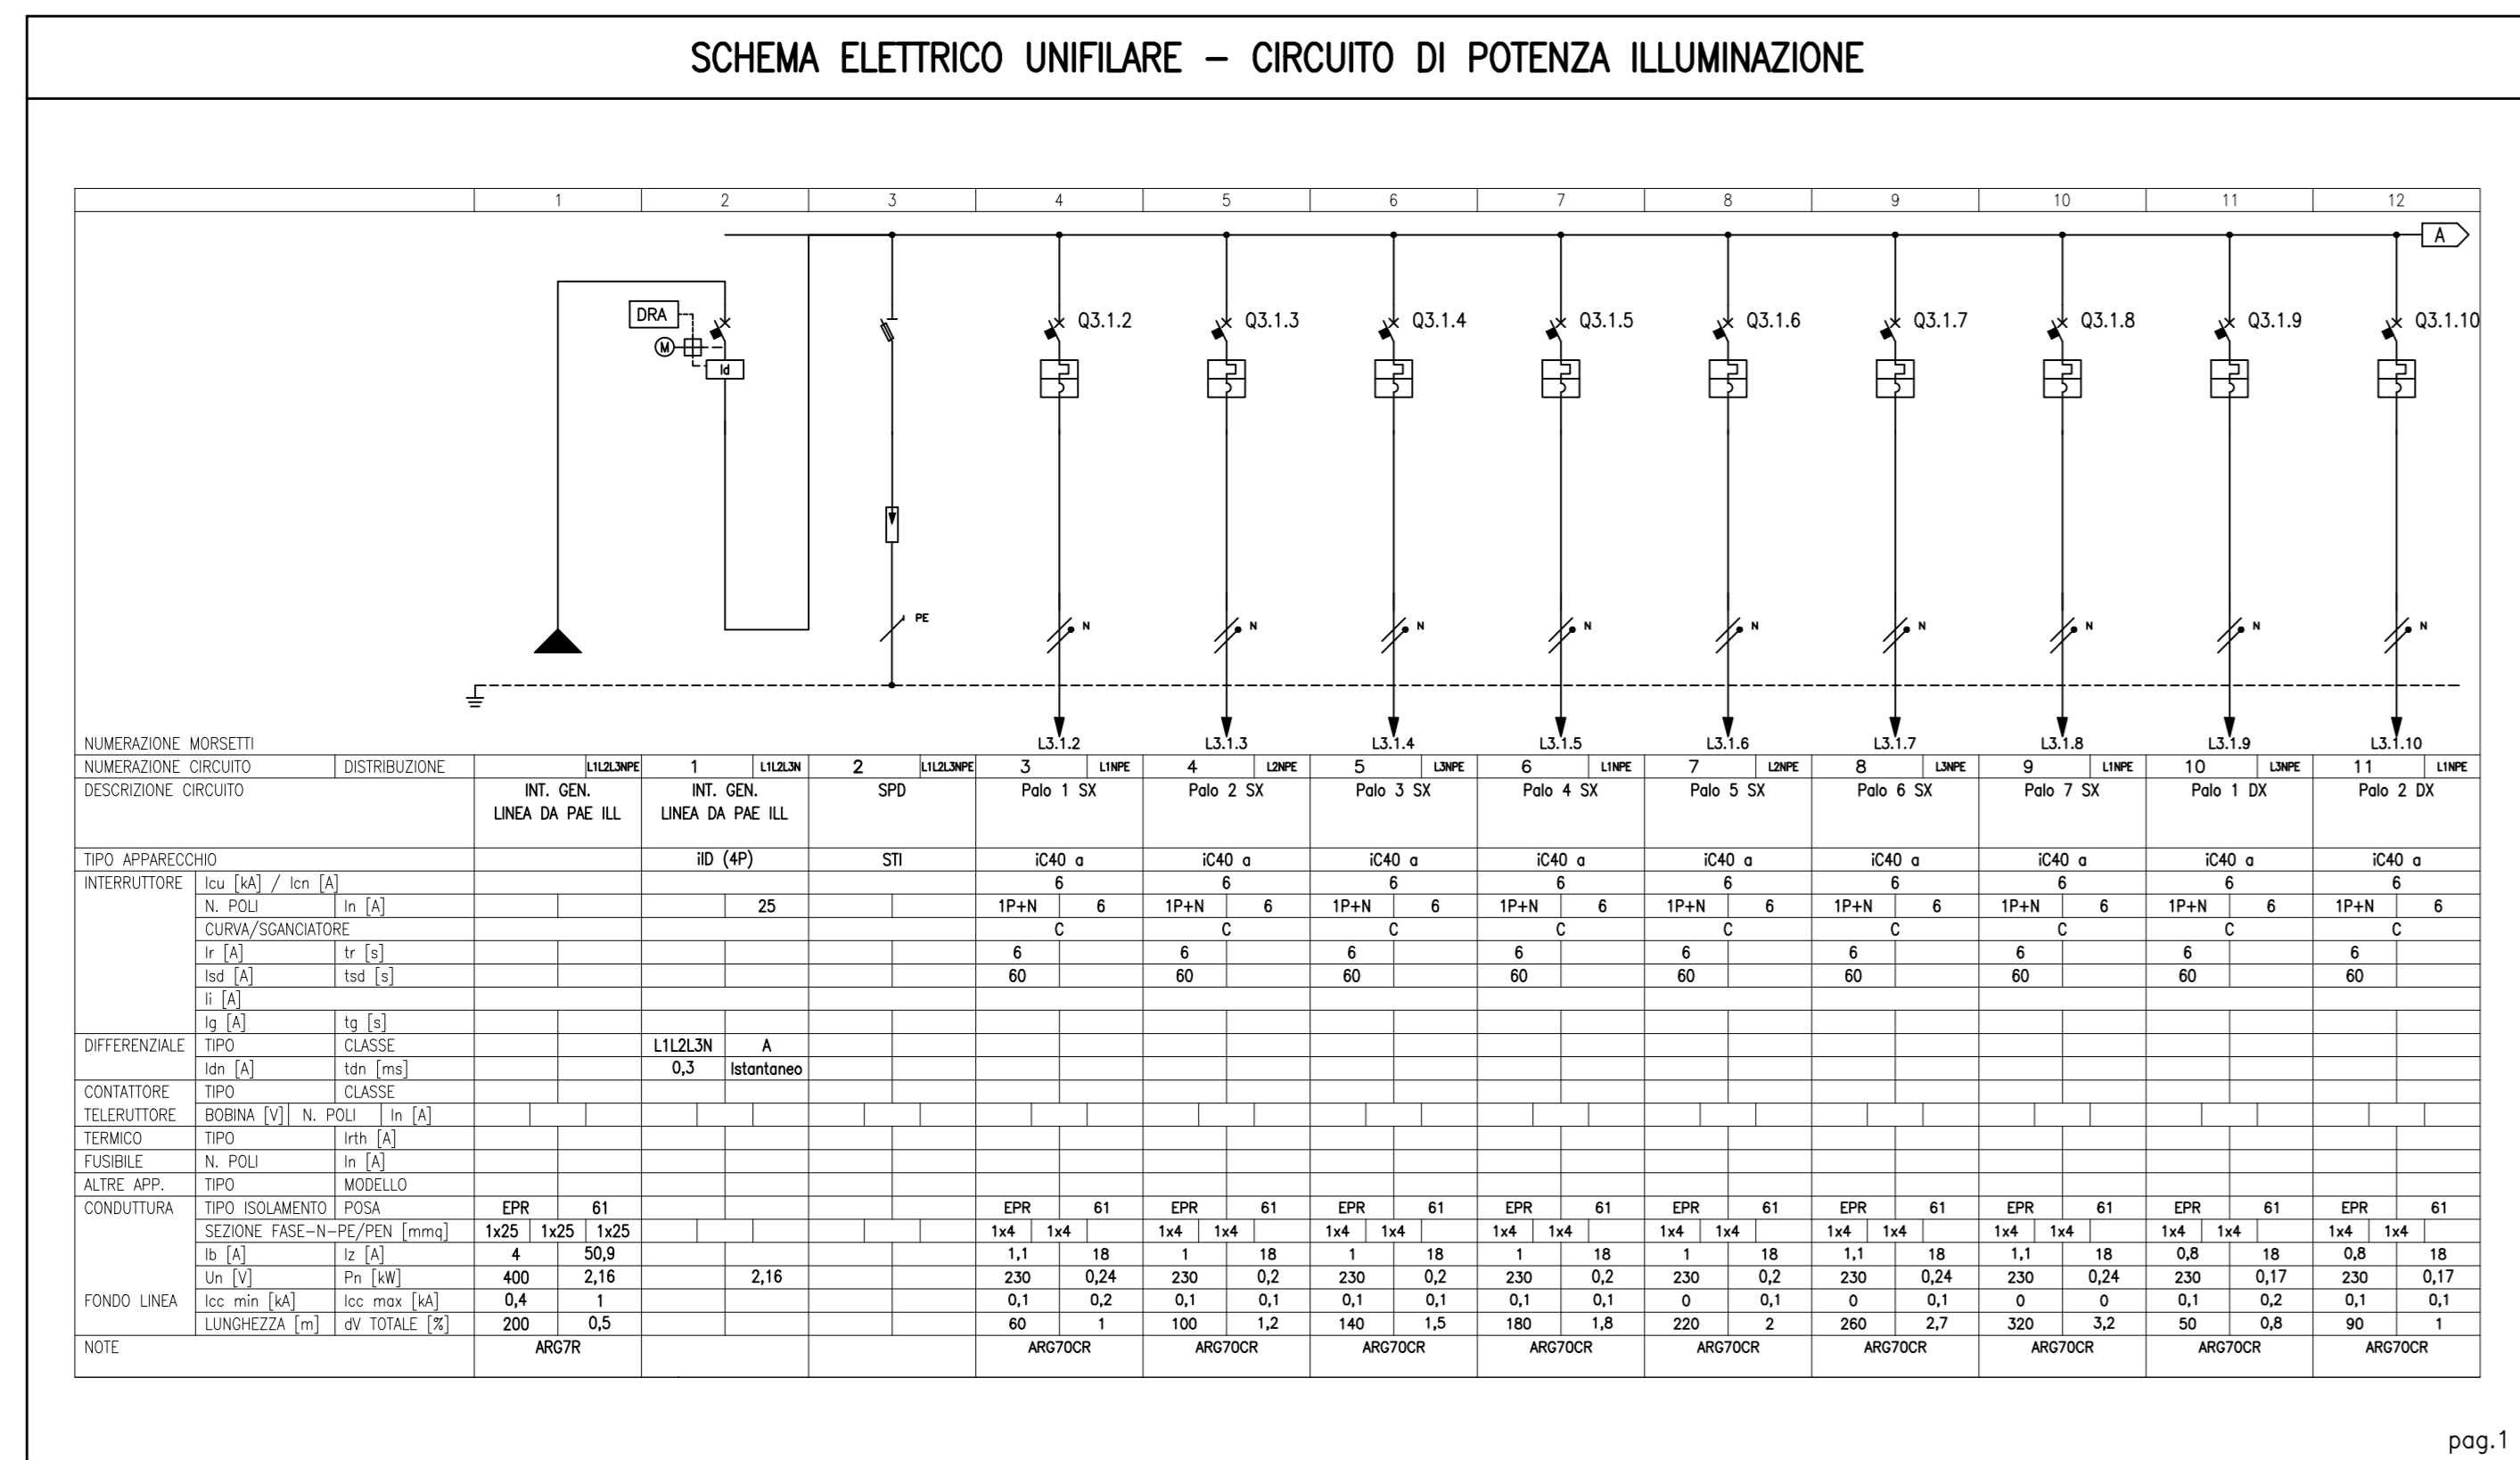 SCHEMA ELETTRICO UNIFILARE – CIRCUITO DI POTENZA ILLUMINAZIONE
1 2 3 4 5 6 7 8 9 10 11 12
A
DRA Q3.1.2 Q3.1.3 Q3.1.4 Q3.1.5 Q3.1.6 Q3.1.7 Q3.1.8 Q3.1.9 Q3.1.10
M
Id
PE N N N N N N N N N
NUMERAZIONE MORSETTI L3.1.2 L3.1.3 L3.1.4 L3.1.5 L3.1.6 L3.1.7 L3.1.8 L3.1.9 L3.1.10
NUMERAZIONE CIRCUITO DISTRIBUZIONE L1L2L3NPE 1 L1L2L3N 2 L1L2L3NPE 3 L1NPE 4 L2NPE 5 L3NPE 6 L1NPE 7 L2NPE 8 L3NPE 9 L1NPE 10 L3NPE 11 L1NPE
DESCRIZIONE CIRCUITO INT. GEN. INT. GEN. SPD Palo 1 SX Palo 2 SX Palo 3 SX Palo 4 SX Palo 5 SX Palo 6 SX Palo 7 SX Palo 1 DX Palo 2 DX
LINEA DA PAE ILL LINEA DA PAE ILL
TIPO APPARECCHIO iID (4P) STI iC40 a iC40 a iC40 a iC40 a iC40 a iC40 a iC40 a iC40 a iC40 a
INTERRUTTORE Icu [kA] / Icn [A] 6 6 6 6 6 6 6 6 6
N. POLI In [A] 25 1P+N 6 1P+N 6 1P+N 6 1P+N 6 1P+N 6 1P+N 6 1P+N 6 1P+N 6 1P+N 6
CURVA/SGANCIATORE C C C C C C C C C
Ir [A] tr [s] 6 6 6 6 6 6 6 6 6
Isd [A] tsd [s] 60 60 60 60 60 60 60 60 60
Ii [A]
Ig [A] tg [s]
DIFFERENZIALE TIPO CLASSE L1L2L3N A
Idn [A] tdn [ms] 0,3 Istantaneo
CONTATTORE TIPO CLASSE
TELERUTTORE BOBINA [V] N. POLI In [A]
TERMICO TIPO Irth [A]
FUSIBILE N. POLI In [A]
ALTRE APP. TIPO MODELLO
CONDUTTURA TIPO ISOLAMENTO POSA EPR 61 EPR 61 EPR 61 EPR 61 EPR 61 EPR 61 EPR 61 EPR 61 EPR 61 EPR 61
SEZIONE FASE-N-PE/PEN [mmq] 1x25 1x25 1x25 1x4 1x4 1x4 1x4 1x4 1x4 1x4 1x4 1x4 1x4 1x4 1x4 1x4 1x4 1x4 1x4 1x4 1x4
Ib [A] Iz [A] 4 50,9 1,1 18 1 18 1 18 1 18 1 18 1,1 18 1,1 18 0,8 18 0,8 18
Un [V] Pn [kW] 400 2,16 2,16 230 0,24 230 0,2 230 0,2 230 0,2 230 0,2 230 0,24 230 0,24 230 0,17 230 0,17
FONDO LINEA Icc min [kA] Icc max [kA] 0,4 1 0,1 0,2 0,1 0,1 0,1 0,1 0,1 0,1 0 0,1 0 0,1 0 0 0,1 0,2 0,1 0,1
LUNGHEZZA [m] dV TOTALE [%] 200 0,5 60 1 100 1,2 140 1,5 180 1,8 220 2 260 2,7 320 3,2 50 0,8 90 1
NOTE ARG7R ARG7OCR ARG7OCR ARG7OCR ARG7OCR ARG7OCR ARG7OCR ARG7OCR ARG7OCR ARG7OCR
pag.1